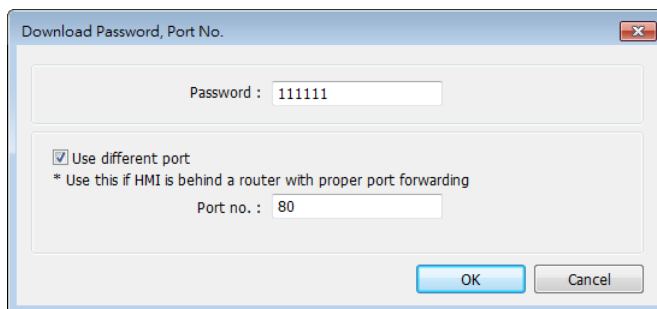 Download Password, Port No.
Password : 111111
Use different port
* Use this if HMI is behind a router with proper port forwarding
Port no. : 80
OK Cancel